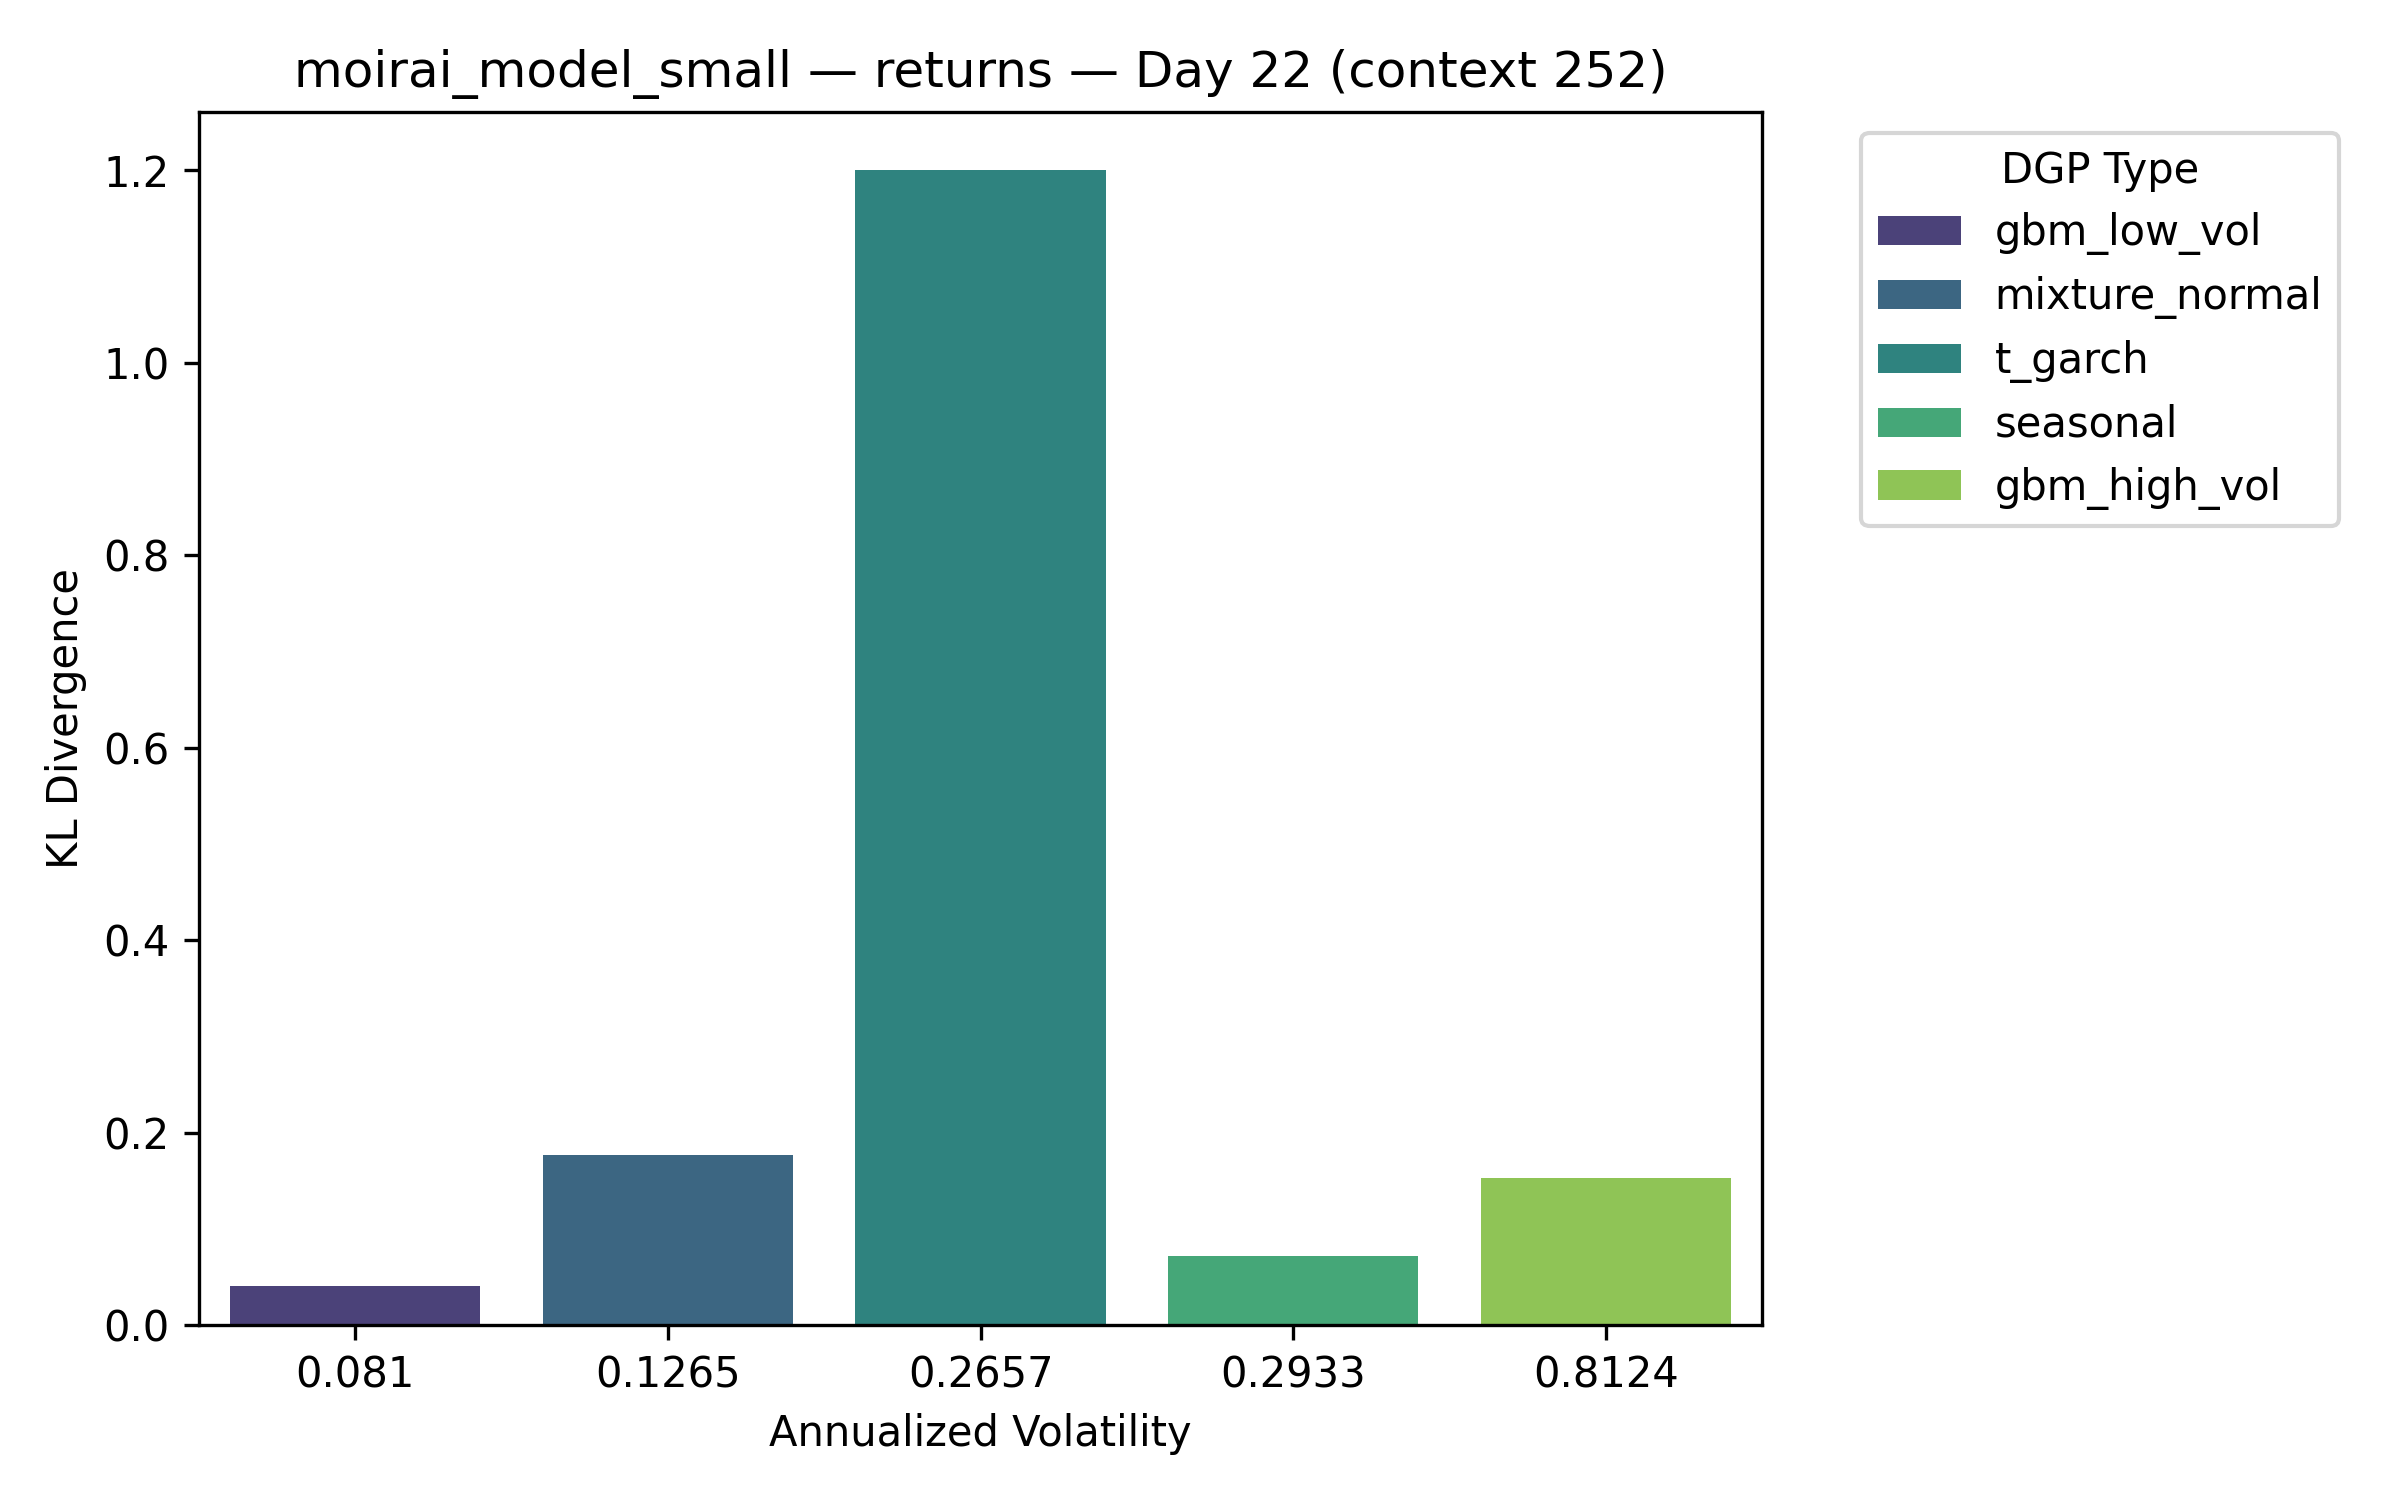 moirai_model_small — returns — Day 22 (context 252)
KL Divergence
1.2
1.0
0.8
0.6
0.4
0.2
0.0
0.081 0.1265 0.2657 0.2933 0.8124
Annualized Volatility
DGP Type
gbm_low_vol
mixture_normal
t_garch
seasonal
gbm_high_vol